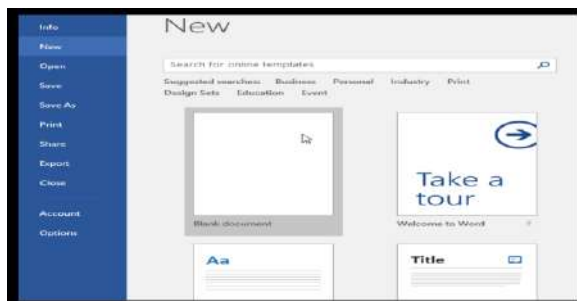 Info
New
Open
Save
Save As
Print
Share
Export
Close
Account
Options
New
Search for online templates
Suggested searches: Business Personal Industry Print
Design Sets Education Event
Blank document
Take a
tour
Welcome to Word
Aa
Title